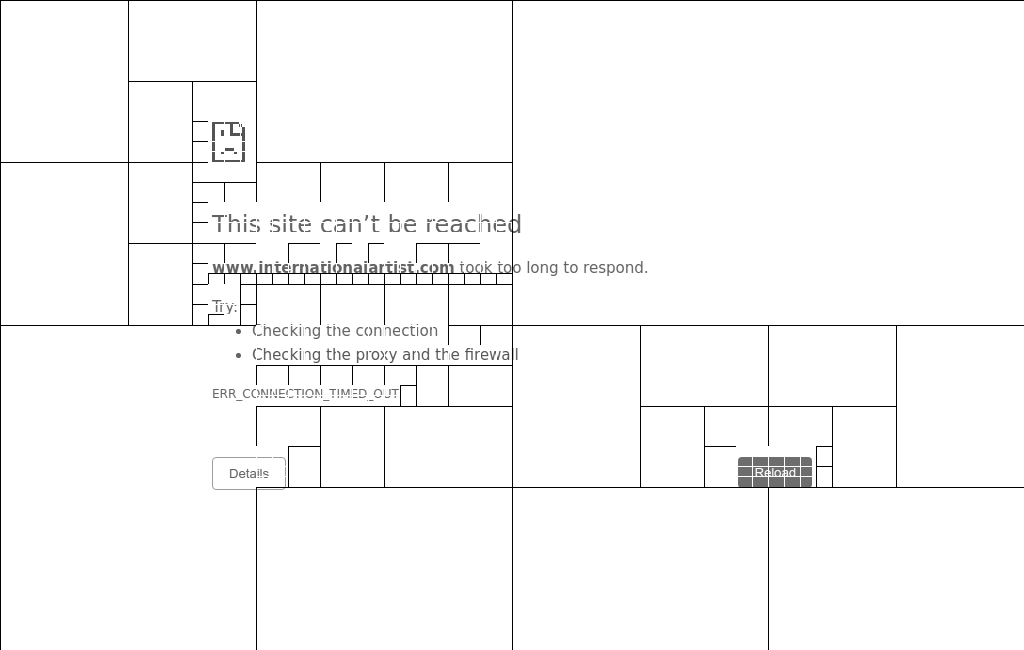 This site can’t be reached
www.internationalartist.com took too long to respond.
Try:
Checking the connection
Checking the proxy and the firewall
ERR_CONNECTION_TIMED_OUT
Details
Reload